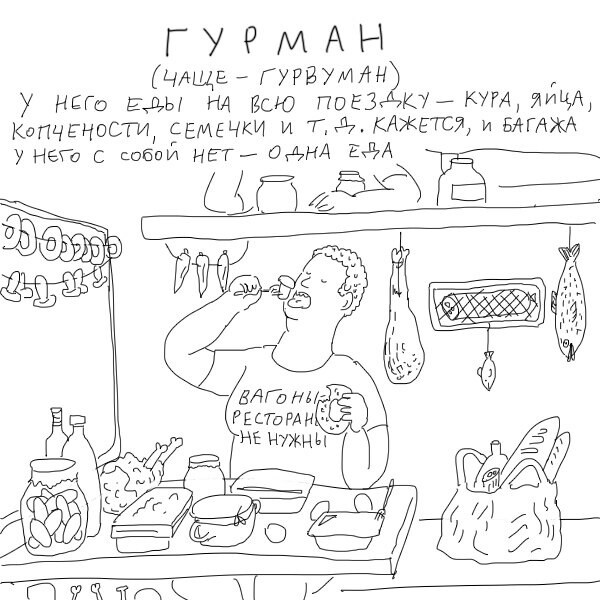 ГУРМАН
(ЧАЩЕ – ГУРВУМАН)
У НЕГО ЕДЫ НА ВСЮ ПОЕЗДКУ – КУРА, ЯЙЦА,
КОПЧЕНОСТИ, СЕМЕЧКИ И Т. Д. КАЖЕТСЯ, И БАГАЖА
У НЕГО С СОБОЙ НЕТ – ОДНА ЕДА
ВАГОНЫ
РЕСТОРАН
НЕ НУЖНЫ